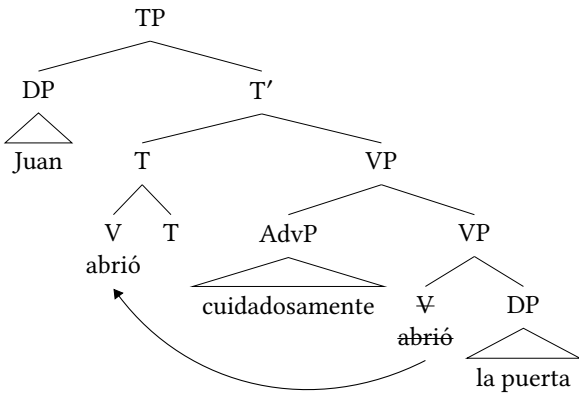 TP
DP T′
Juan T VP
V T AdvP VP
abrió cuidadosamente V DP
abrió la puerta